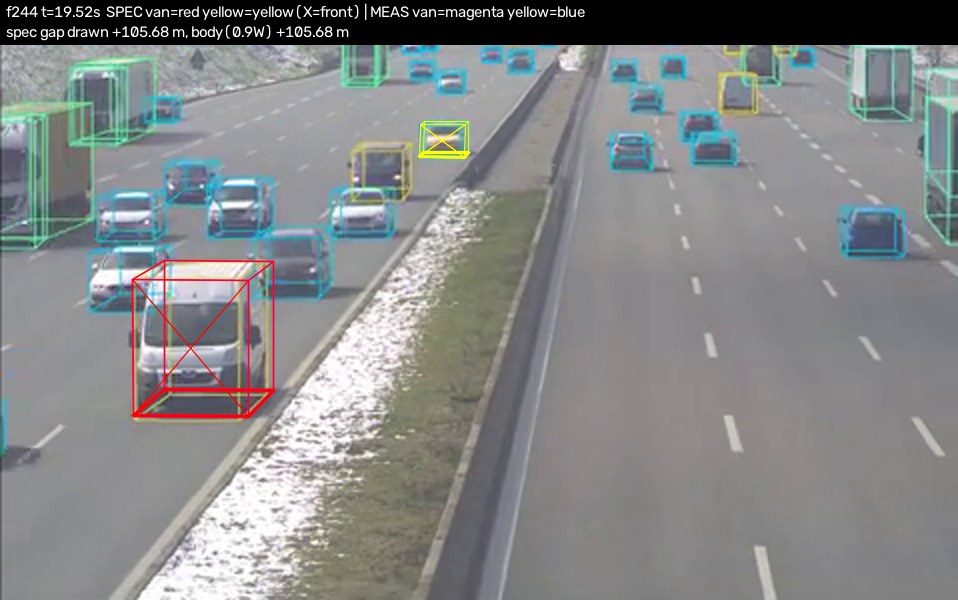 f244 t=19.52s SPEC van=red yellow=yellow (X=front) | MEAS van=magenta yellow=blue
spec gap drawn +105.68 m, body (0.9W) +105.68 m